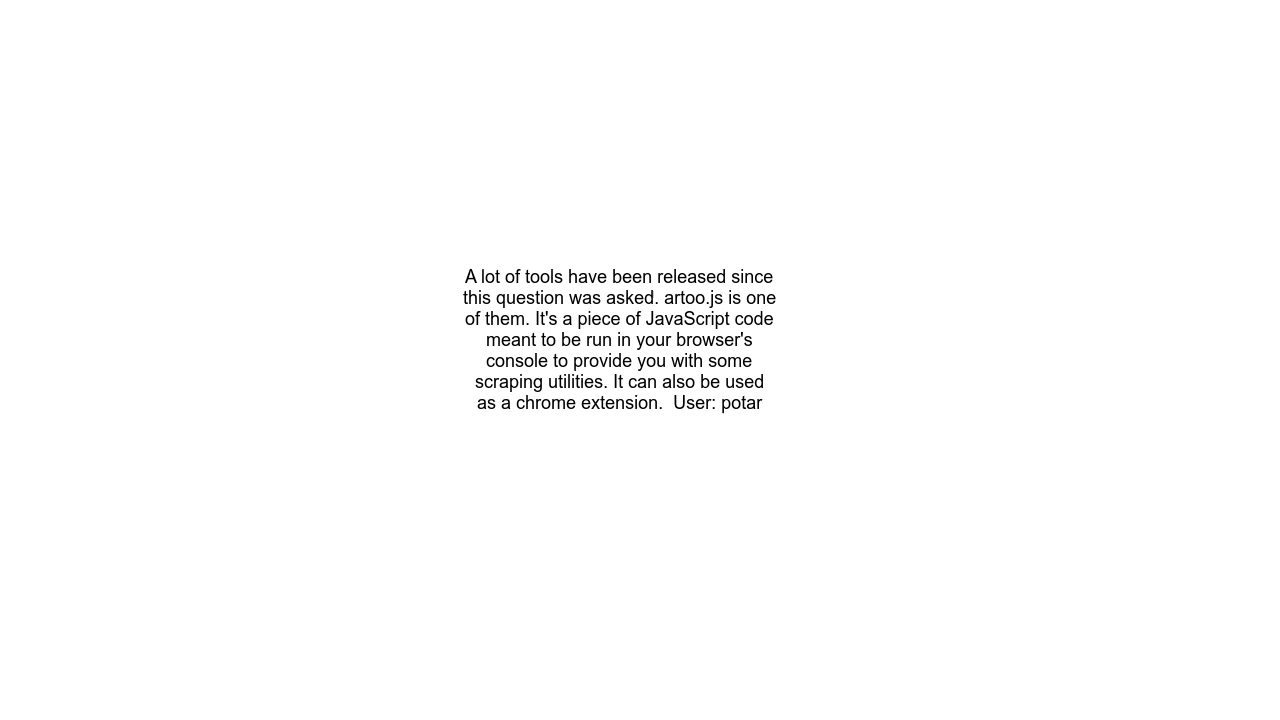 A lot of tools have been released since
this question was asked. artoo.js is one
of them. It's a piece of JavaScript code
meant to be run in your browser's
console to provide you with some
scraping utilities. It can also be used
as a chrome extension.  User: potar